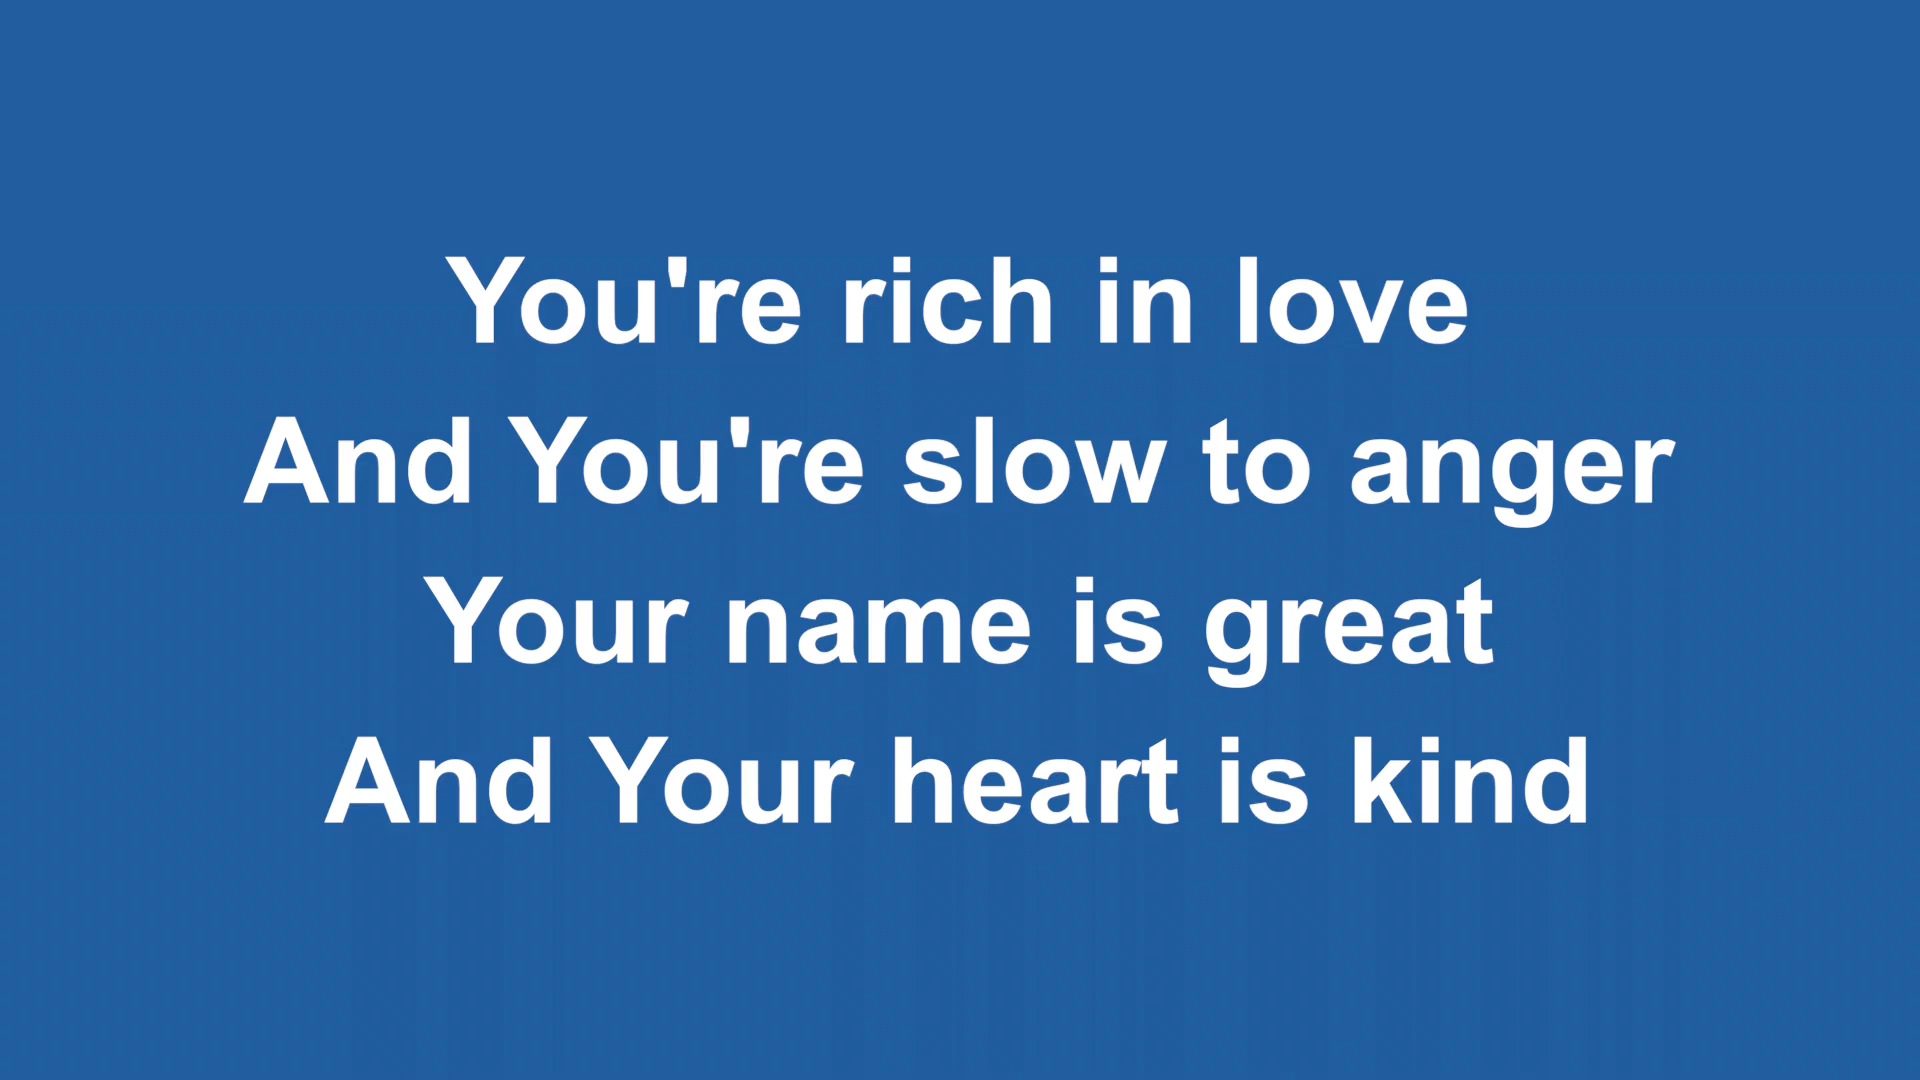 You're rich in love
And You're slow to anger
Your name is great
And Your heart is kind